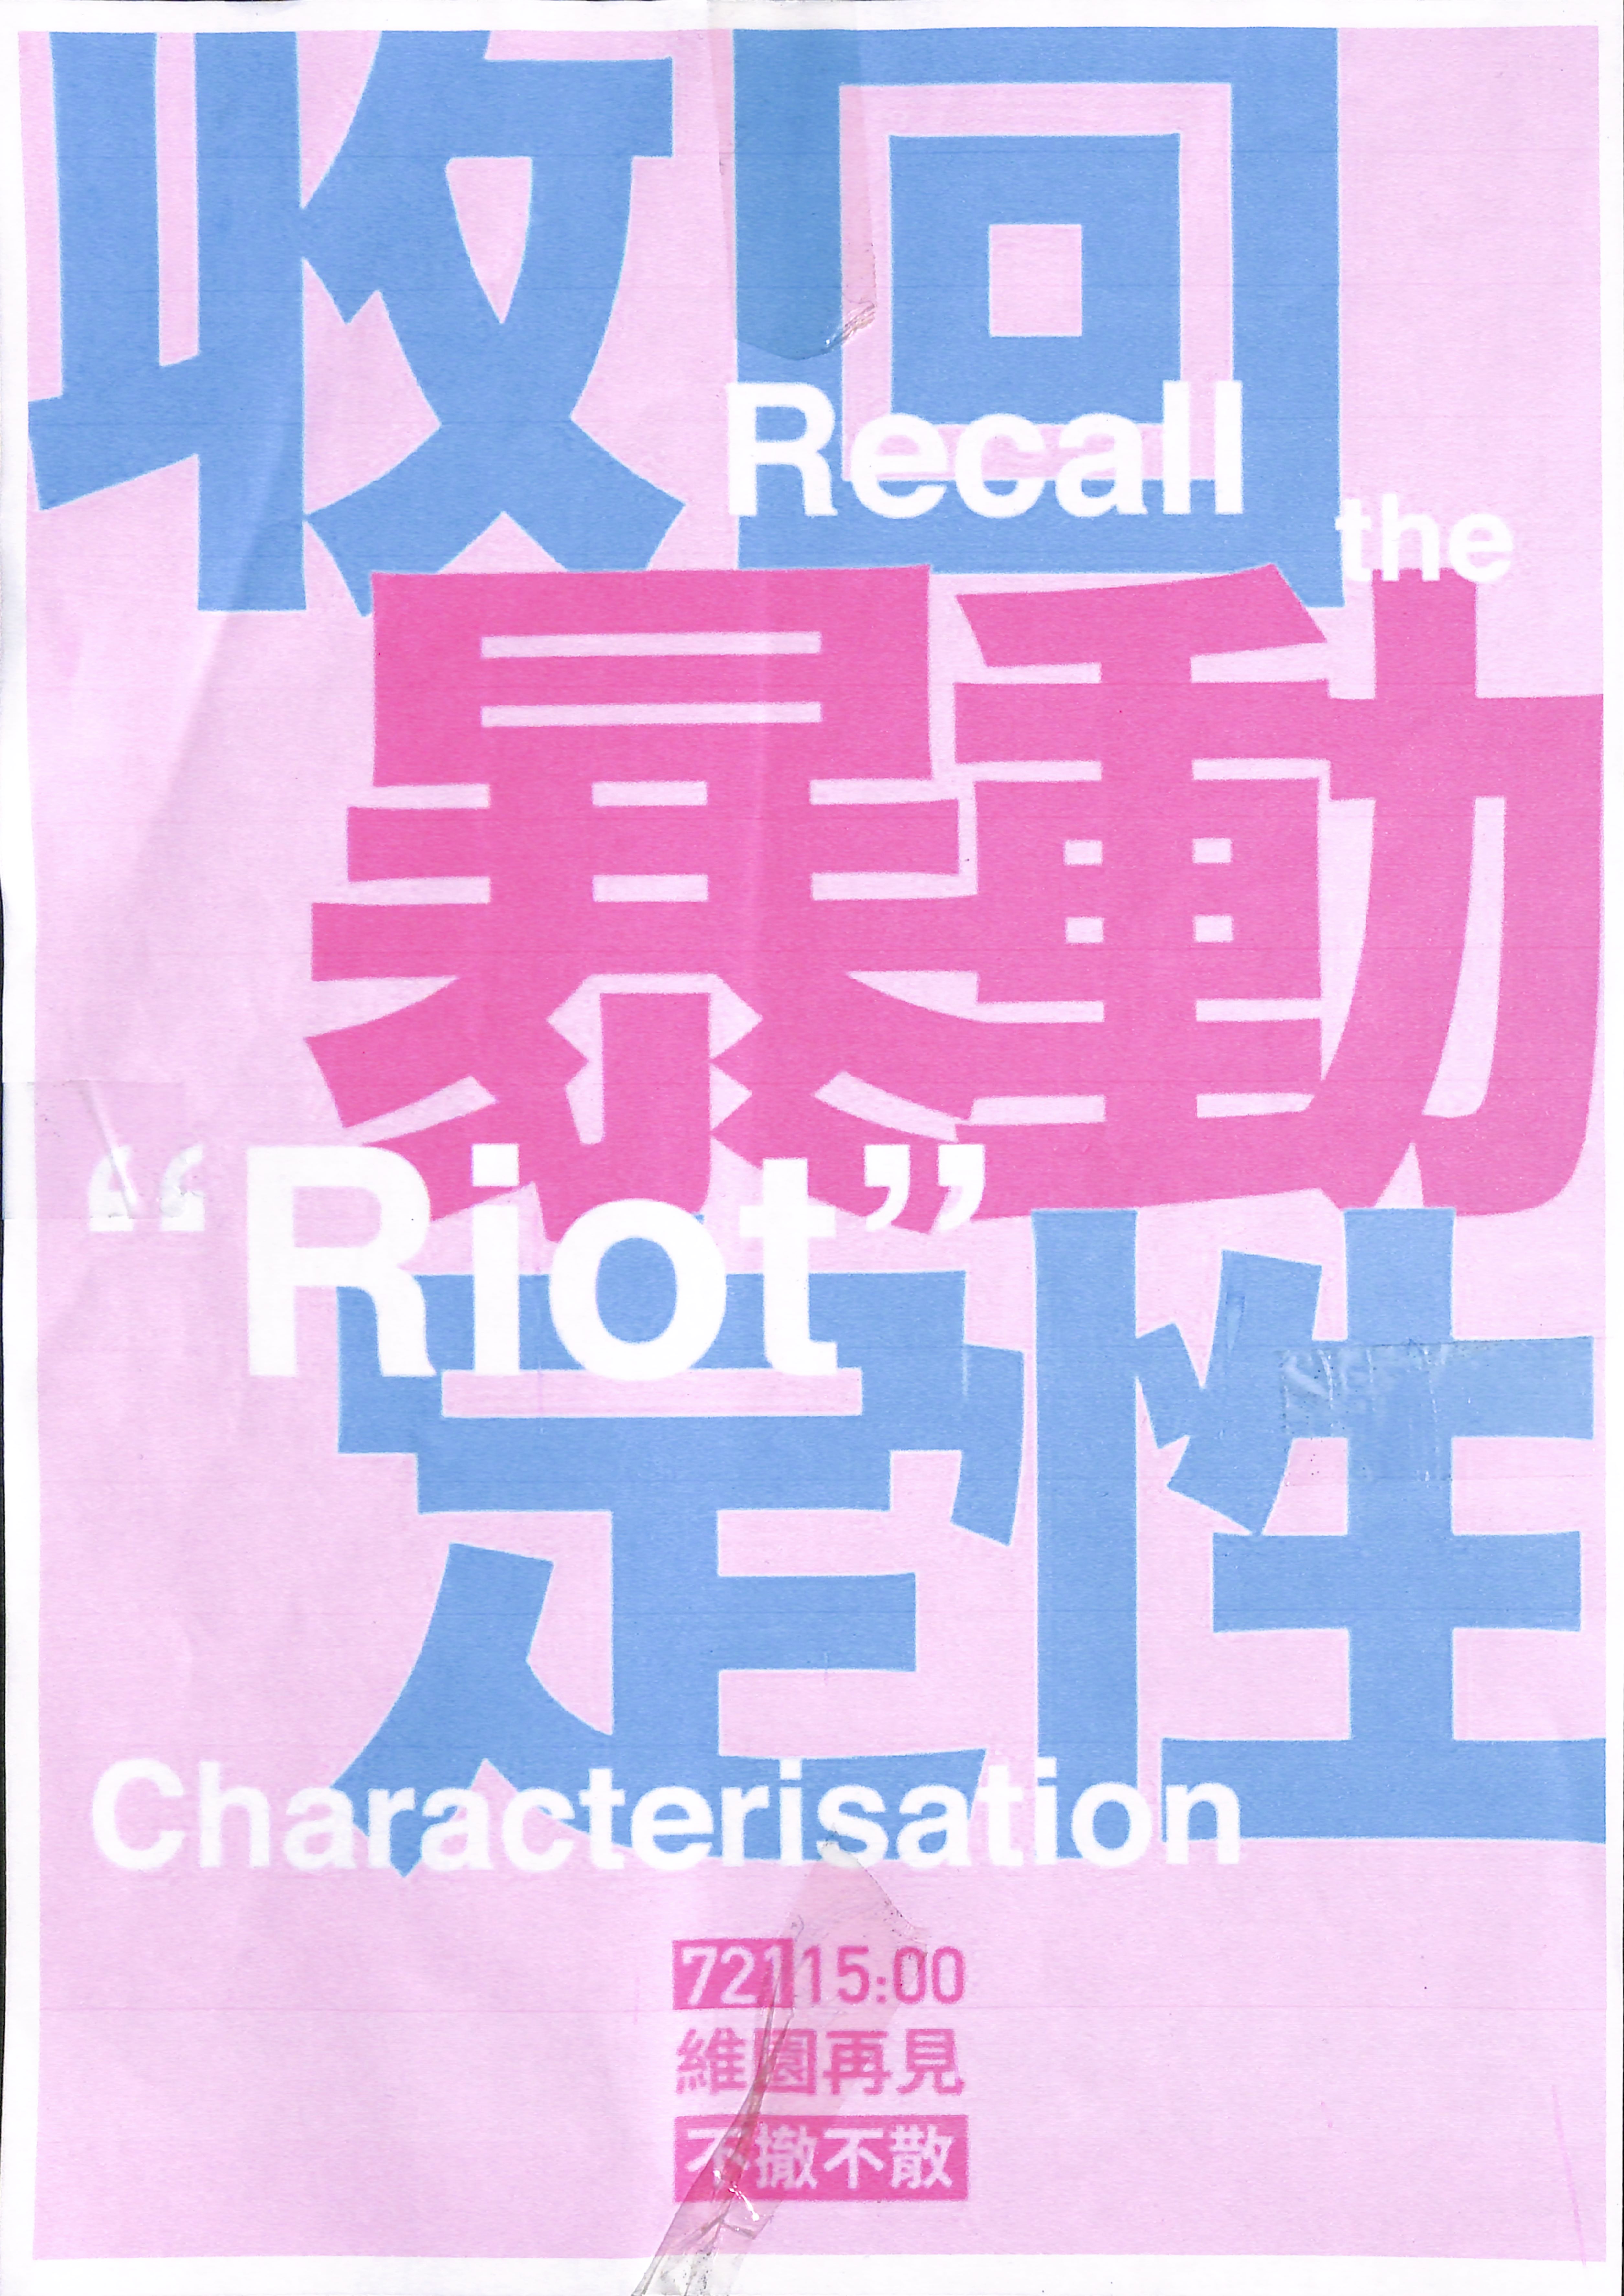 收回
Recall
the
暴動
“Riot”
定性
Characterisation
721 15:00
維園再見
不撤不散